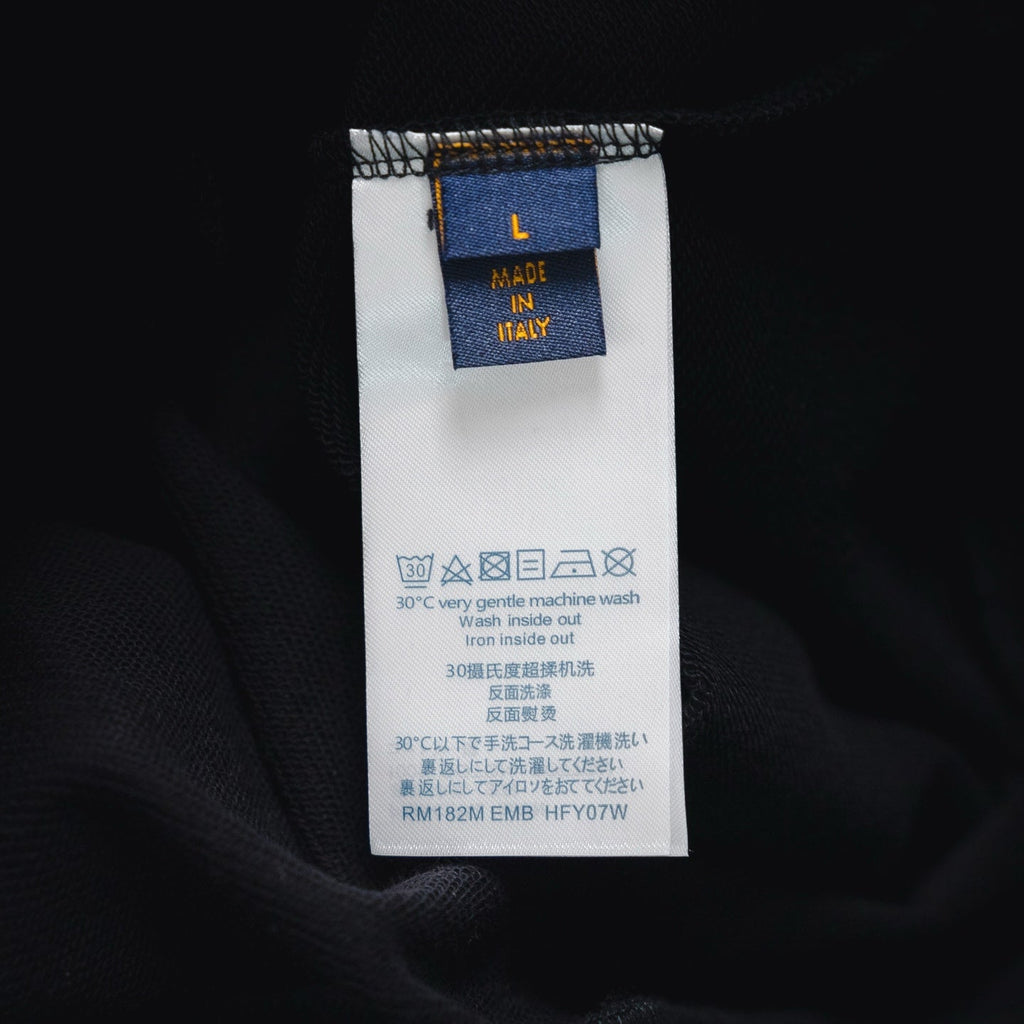 L
MADE
IN
ITALY
30
30°C very gentle machine wash
Wash inside out
Iron inside out
30摄氏度超揉机洗
反面洗涤
反面熨烫
30°C以下で手洗コース洗濯機洗い
裏返しにして洗濯してください
裏返しにしてアイロソをおててください
RM182M EMB HFY07W